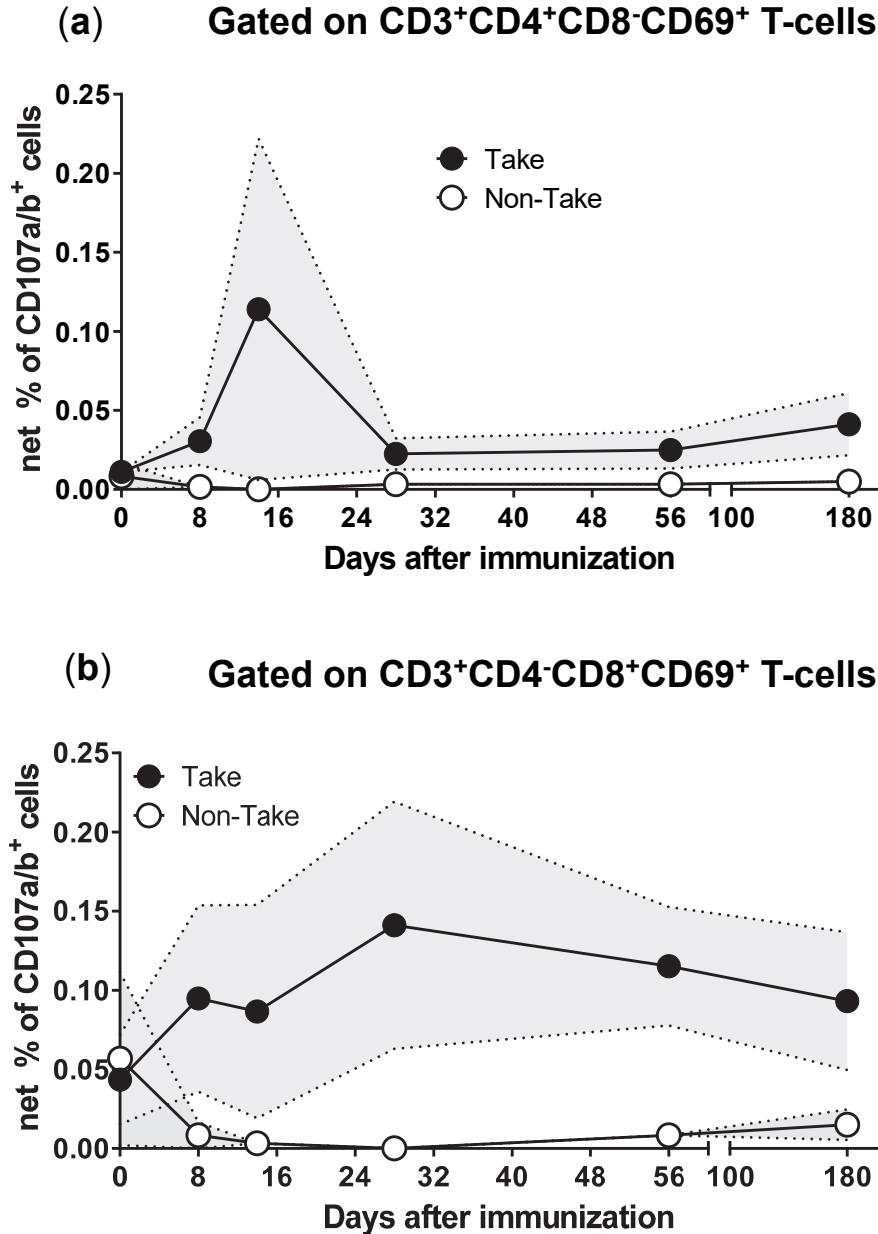 (a) Gated on CD3⁺CD4⁺CD8⁻CD69⁺ T-cells
net % of CD107a/b⁺ cells
0.25
0.20
0.15
0.10
0.05
0.00
Take
Non-Take
0 8 16 24 32 40 48 56 100 180
Days after immunization
(b) Gated on CD3⁺CD4⁻CD8⁺CD69⁺ T-cells
net % of CD107a/b⁺ cells
0.25
0.20
0.15
0.10
0.05
0.00
Take
Non-Take
0 8 16 24 32 40 48 56 100 180
Days after immunization